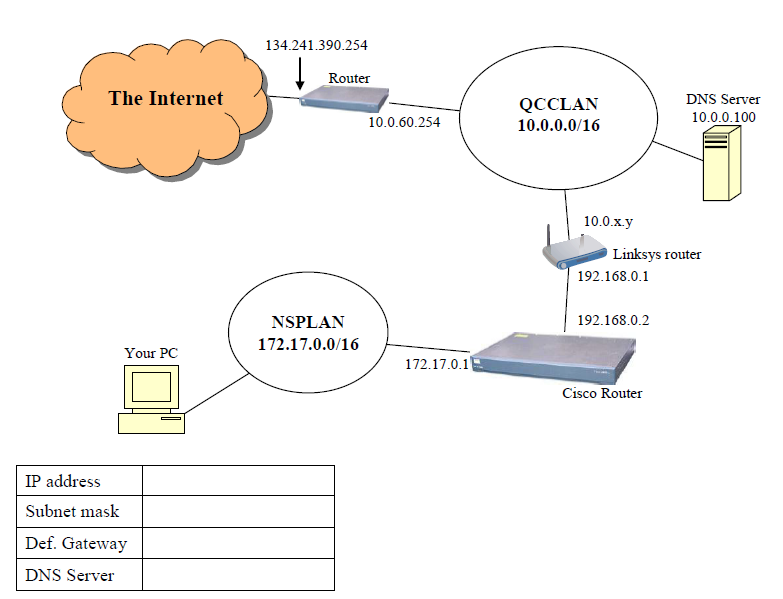 134.241.390.254
Router
The Internet
10.0.60.254
QCCLAN
10.0.0.0/16
DNS Server
10.0.0.100
10.0.x.y
Linksys router
192.168.0.1
192.168.0.2
NSPLAN
172.17.0.0/16
172.17.0.1
Cisco Router
Your PC
IP address
Subnet mask
Def. Gateway
DNS Server